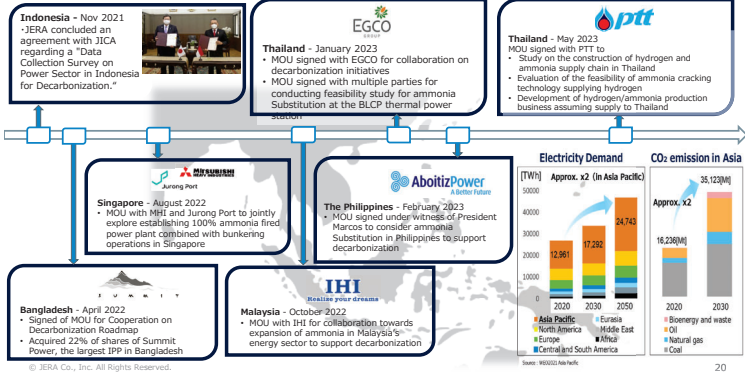 Indonesia - Nov 2021
・JERA concluded an
agreement with JICA
regarding a "Data
Collection Survey on
Power Sector in Indonesia
for Decarbonization."
EGCO
GROUP
Thailand - January 2023
• MOU signed with EGCO for collaboration on
decarbonization initiatives
• MOU signed with multiple parties for
conducting feasibility study for ammonia
Substitution at the BLCP thermal power
station
ptt
Thailand - May 2023
MOU signed with PTT to
• Study on the construction of hydrogen and
ammonia supply chain in Thailand
• Evaluation of the feasibility of ammonia cracking
technology supplying hydrogen
• Development of hydrogen/ammonia production
business assuming supply to Thailand
Jurong Port
MITSUBISHI
HEAVY INDUSTRIES
Singapore - August 2022
• MOU with MHI and Jurong Port to jointly
explore establishing 100% ammonia fired
power plant combined with bunkering
operations in Singapore
AboitizPower
A Better Future
The Philippines - February 2023
• MOU signed under witness of President
Marcos to consider ammonia
Substitution in Philippines to support
decarbonization
SUMMIT
Bangladesh - April 2022
• Signed of MOU for Cooperation on
Decarbonization Roadmap
• Acquired 22% of shares of Summit
Power, the largest IPP in Bangladesh
IHI
Realize your dreams
Malaysia - October 2022
• MOU with IHI for collaboration towards
expansion of ammonia in Malaysia's
energy sector to support decarbonization
Electricity Demand
[TWh]
Approx. x2 (in Asia Pacific)
50000
40000
30000
20000
10000
0
12,961
17,292
24,743
2020 2030 2050
Asia Pacific
Eurasia
North America
Middle East
Europe
Africa
Central and South America
Source : WEO2021 Asia Pacific
CO₂ emission in Asia
35,123[Mt]
Approx. x2
16,236[Mt]
2020 2050
Bioenergy and waste
Oil
Natural gas
Coal
© JERA Co., Inc. All Rights Reserved.
20